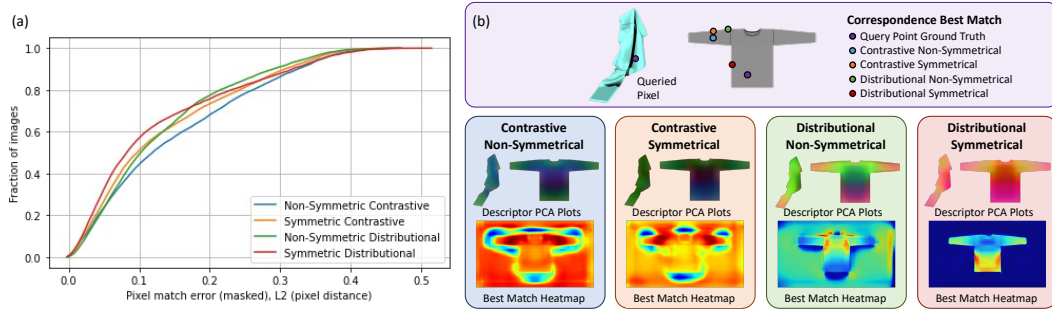 (a)
1.0
0.8
0.6
0.4
0.2
0.0
Fraction of images
Non-Symmetric Contrastive
Symmetric Contrastive
Non-Symmetric Distributional
Symmetric Distributional
0.0 0.1 0.2 0.3 0.4 0.5
Pixel match error (masked), L2 (pixel distance)
(b)
Queried
Pixel
Correspondence Best Match
Query Point Ground Truth
Contrastive Non-Symmetrical
Contrastive Symmetrical
Distributional Non-Symmetrical
Distributional Symmetrical
Contrastive
Non-Symmetrical
Descriptor PCA Plots
Best Match Heatmap
Contrastive
Symmetrical
Descriptor PCA Plots
Best Match Heatmap
Distributional
Non-Symmetrical
Descriptor PCA Plots
Best Match Heatmap
Distributional
Symmetrical
Descriptor PCA Plots
Best Match Heatmap